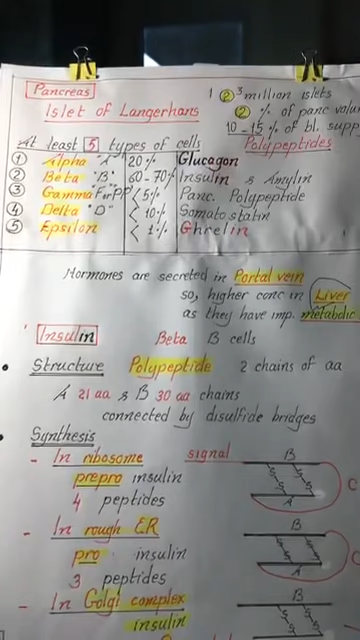 Pancreas
Islet of Langerhans
1 ② 3 million islets
② % of panc volu
10 - 15 % of bl. supp
Polypeptides
At least 5 types of cells
① Alpha "A" 20% Glucagon
② Beta "B" 60-70% Insulin & Amylin
③ Gamma "F or PP" < 5% Panc. Polypeptide
④ Delta "D" < 10% Somatostatin
⑤ Epsilon < 1% Ghrelin
Hormones are secreted in Portal vein
so, higher conc in Liver
as they have imp. metabolic
Insulin Beta B cells
• Structure Polypeptide 2 chains of aa
A 21 aa & B 30 aa chains
connected by disulfide bridges
• Synthesis
- In ribosome signal B
prepro insulin C
4 peptides A
- In rough ER B
pro insulin A
3 peptides C
- In Golgi complex B
insulin